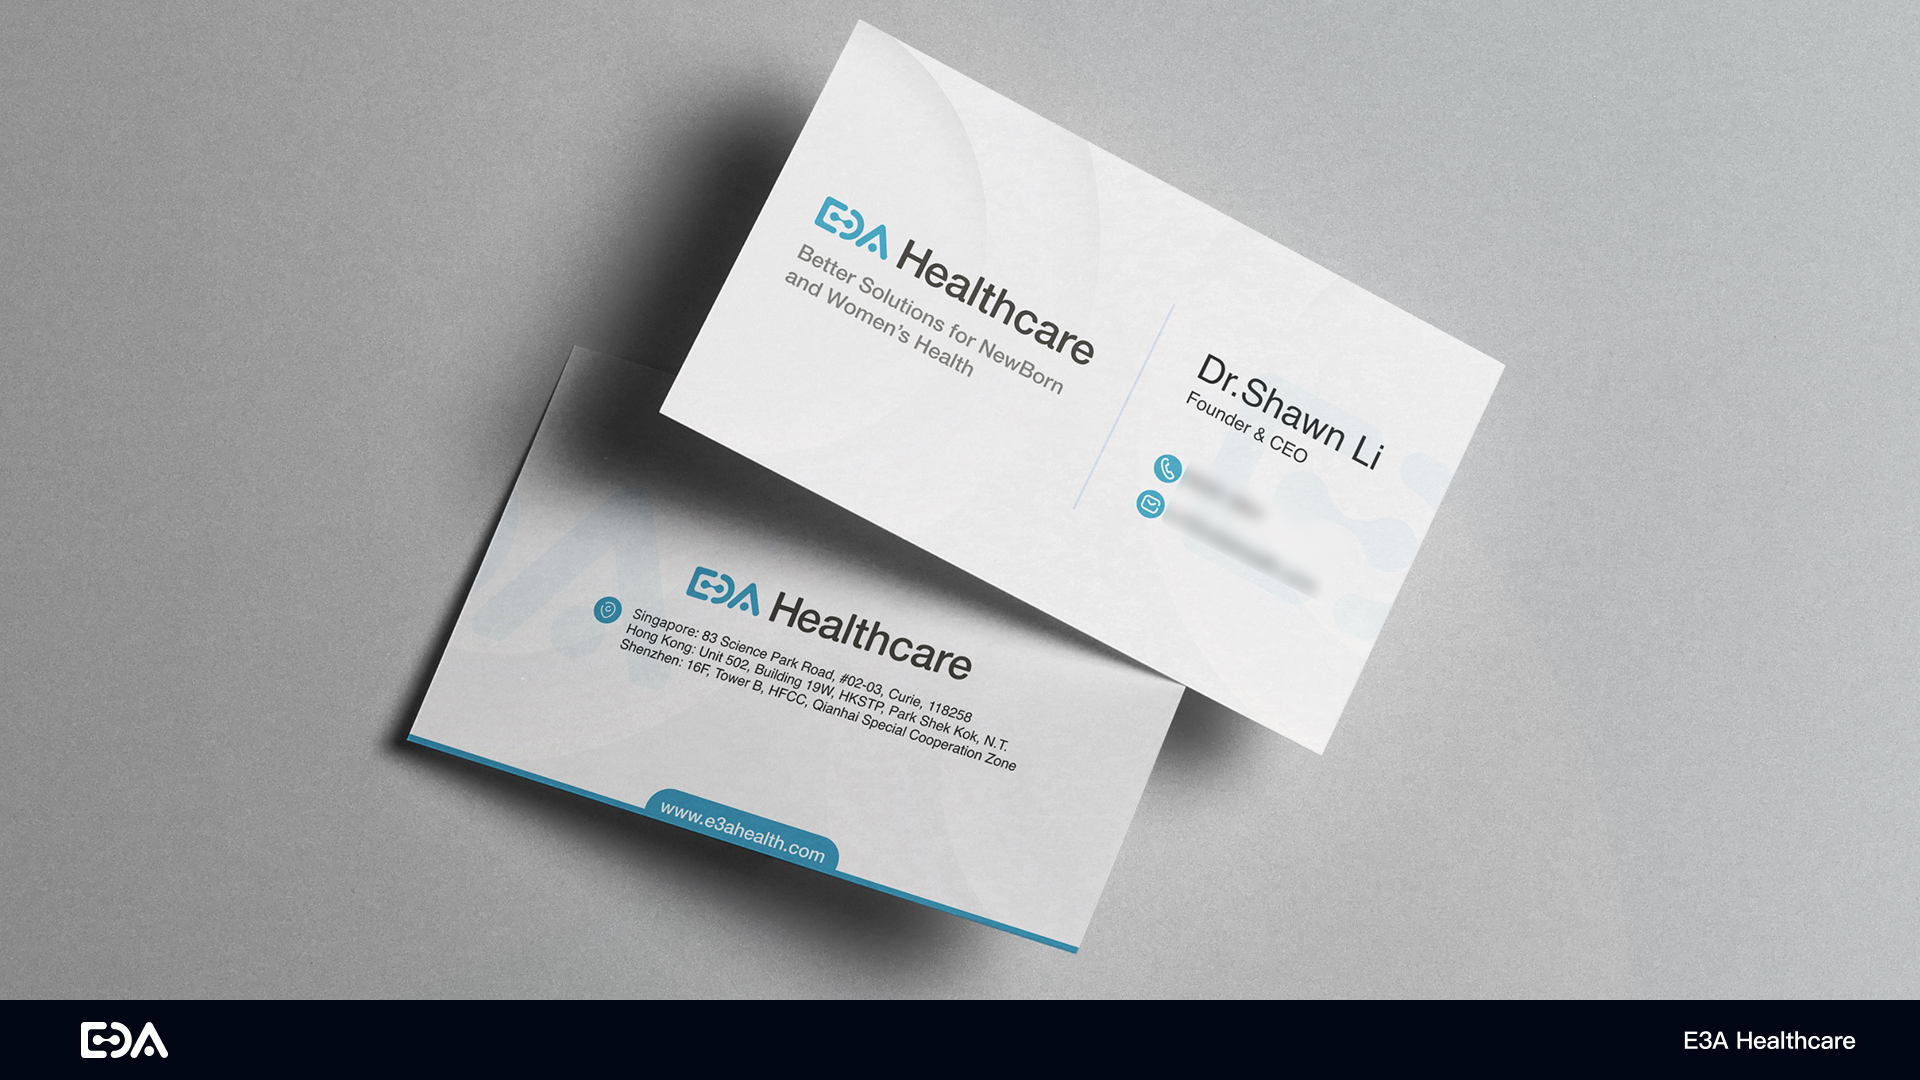 E3A Healthcare
Better Solutions for NewBorn
and Women's Health
Dr.Shawn Li
Founder & CEO
E3A Healthcare
Singapore: 83 Science Park Road, #02-03, Curie, 118258
Hong Kong: Unit 502, Building 19W, HKSTP, Park Shek Kok, N.T.
Shenzhen: 16F, Tower B, HFCC, Qianhai Special Cooperation Zone
www.e3ahealth.com
E3A
E3A Healthcare